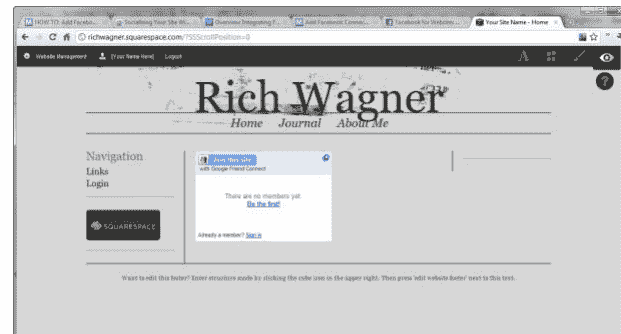 HOW TO: Add Facebo...
Socialising Your Site Wi...
Overview Integrating F...
Add Facebook Connec...
Facebook for Websites...
Your Site Name - Home
richwagner.squarespace.com/?SSScrollPosition=0
Website Management
[Your Name Here]
Logout
Rich Wagner
Home Journal About Me
Navigation
Links
Login
SQUARESPACE
Join this site
with Google Friend Connect
There are no members yet.
Be the first!
Already a member? Sign in
Want to edit this footer? Enter structure mode by clicking the cube icon in the upper right. Then press 'edit website footer' next to this text.